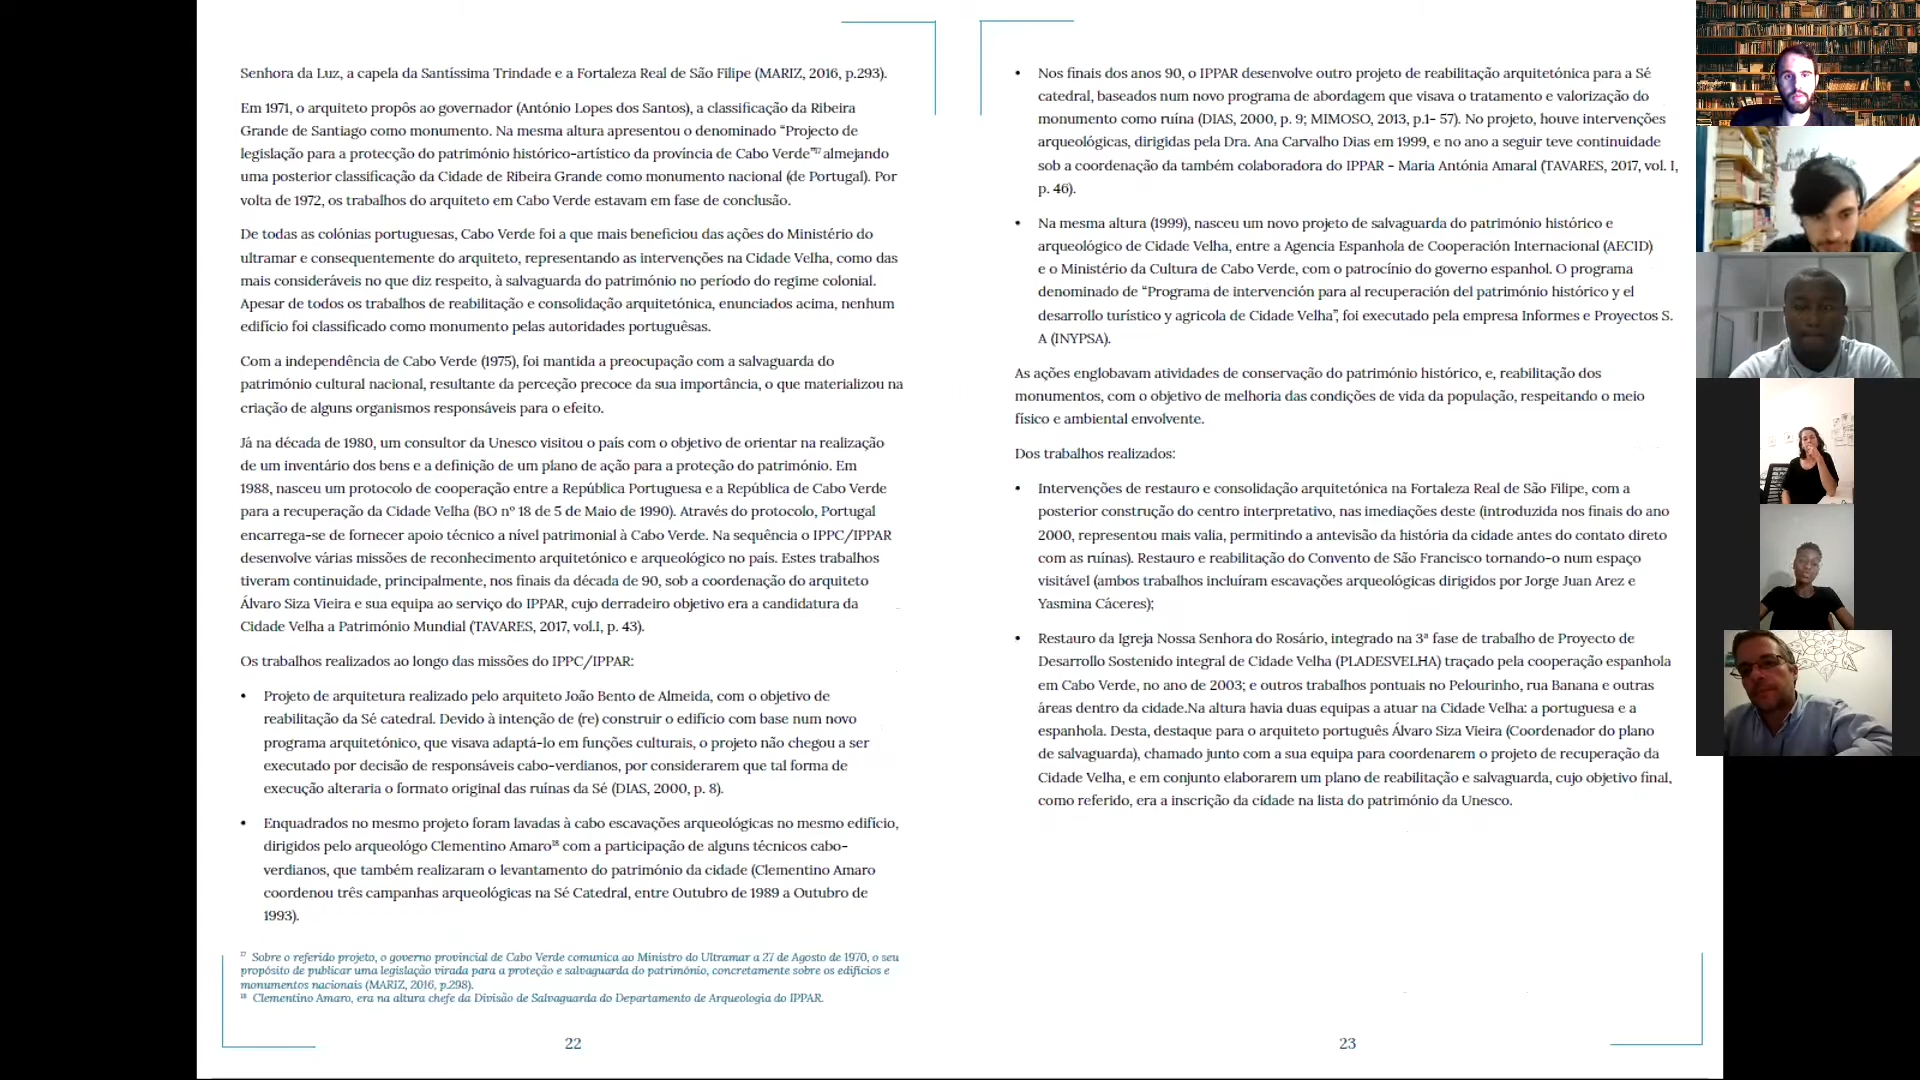 Senhora da Luz, a capela da Santíssima Trindade e a Fortaleza Real de São Filipe (MARIZ, 2016, p.293).
Em 1971, o arquiteto propôs ao governador (António Lopes dos Santos), a classificação da Ribeira
Grande de Santiago como monumento. Na mesma altura apresentou o denominado “Projecto de
legislação para a protecção do património histórico-artístico da província de Cabo Verde”¹⁷ almejando
uma posterior classificação da Cidade de Ribeira Grande como monumento nacional (de Portugal). Por
volta de 1972, os trabalhos do arquiteto em Cabo Verde estavam em fase de conclusão.
De todas as colónias portuguesas, Cabo Verde foi a que mais beneficiou das ações do Ministério do
ultramar e consequentemente do arquiteto, representando as intervenções na Cidade Velha, como das
mais consideráveis no que diz respeito, à salvaguarda do património no período do regime colonial.
Apesar de todos os trabalhos de reabilitação e consolidação arquitetónica, enunciados acima, nenhum
edifício foi classificado como monumento pelas autoridades portuguêsas.
Com a independência de Cabo Verde (1975), foi mantida a preocupação com a salvaguarda do
património cultural nacional, resultante da perceção precoce da sua importância, o que materializou na
criação de alguns organismos responsáveis para o efeito.
Já na década de 1980, um consultor da Unesco visitou o país com o objetivo de orientar na realização
de um inventário dos bens e a definição de um plano de ação para a proteção do património. Em
1988, nasceu um protocolo de cooperação entre a República Portuguesa e a República de Cabo Verde
para a recuperação da Cidade Velha (BO nº 18 de 5 de Maio de 1990). Através do protocolo, Portugal
encarrega-se de fornecer apoio técnico a nível patrimonial à Cabo Verde. Na sequência o IPPC/IPPAR
desenvolve várias missões de reconhecimento arquitetónico e arqueológico no país. Estes trabalhos
tiveram continuidade, principalmente, nos finais da década de 90, sob a coordenação do arquiteto
Álvaro Siza Vieira e sua equipa ao serviço do IPPAR, cujo derradeiro objetivo era a candidatura da
Cidade Velha a Património Mundial (TAVARES, 2017, vol.I, p. 43).
Os trabalhos realizados ao longo das missões do IPPC/IPPAR:
• Projeto de arquitetura realizado pelo arquiteto João Bento de Almeida, com o objetivo de
reabilitação da Sé catedral. Devido à intenção de (re) construir o edifício com base num novo
programa arquitetónico, que visava adaptá-lo em funções culturais, o projeto não chegou a ser
executado por decisão de responsáveis cabo-verdianos, por considerarem que tal forma de
execução alteraria o formato original das ruínas da Sé (DIAS, 2000, p. 8).
• Enquadrados no mesmo projeto foram lavadas à cabo escavações arqueológicas no mesmo edifício,
dirigidos pelo arqueológo Clementino Amaro¹⁸ com a participação de alguns técnicos cabo-
verdianos, que também realizaram o levantamento do património da cidade (Clementino Amaro
coordenou três campanhas arqueológicas na Sé Catedral, entre Outubro de 1989 a Outubro de
1993).
¹⁷ Sobre o referido projeto, o governo provincial de Cabo Verde comunica ao Ministro do Ultramar a 27 de Agosto de 1970, o seu
propósito de publicar uma legislação virada para a proteção e salvaguarda do património, concretamente sobre os edifícios e
monumentos nacionais (MARIZ, 2016, p.298).
¹⁸ Clementino Amaro, era na altura chefe da Divisão de Salvaguarda do Departamento de Arqueologia do IPPAR.
22
• Nos finais dos anos 90, o IPPAR desenvolve outro projeto de reabilitação arquitetónica para a Sé
catedral, baseados num novo programa de abordagem que visava o tratamento e valorização do
monumento como ruína (DIAS, 2000, p. 9; MIMOSO, 2013, p.1- 57). No projeto, houve intervenções
arqueológicas, dirigidas pela Dra. Ana Carvalho Dias em 1999, e no ano a seguir teve continuidade
sob a coordenação da também colaboradora do IPPAR - Maria Antónia Amaral (TAVARES, 2017, vol. I,
p. 46).
• Na mesma altura (1999), nasceu um novo projeto de salvaguarda do património histórico e
arqueológico de Cidade Velha, entre a Agencia Espanhola de Cooperación Internacional (AECID)
e o Ministério da Cultura de Cabo Verde, com o patrocínio do governo espanhol. O programa
denominado de “Programa de intervención para al recuperación del património histórico y el
desarrollo turístico y agricola de Cidade Velha”, foi executado pela empresa Informes e Proyectos S.
A (INYPSA).
As ações englobavam atividades de conservação do património histórico, e, reabilitação dos
monumentos, com o objetivo de melhoria das condições de vida da população, respeitando o meio
físico e ambiental envolvente.
Dos trabalhos realizados:
• Intervenções de restauro e consolidação arquitetónica na Fortaleza Real de São Filipe, com a
posterior construção do centro interpretativo, nas imediações deste (introduzida nos finais do ano
2000, representou mais valia, permitindo a antevisão da história da cidade antes do contato direto
com as ruínas). Restauro e reabilitação do Convento de São Francisco tornando-o num espaço
visitável (ambos trabalhos incluíram escavações arqueológicas dirigidos por Jorge Juan Arez e
Yasmina Cáceres);
• Restauro da Igreja Nossa Senhora do Rosário, integrado na 3ª fase de trabalho de Proyecto de
Desarrollo Sostenido integral de Cidade Velha (PLADESVELHA) traçado pela cooperação espanhola
em Cabo Verde, no ano de 2003; e outros trabalhos pontuais no Pelourinho, rua Banana e outras
áreas dentro da cidade.Na altura havia duas equipas a atuar na Cidade Velha: a portuguesa e a
espanhola. Desta, destaque para o arquiteto português Álvaro Siza Vieira (Coordenador do plano
de salvaguarda), chamado junto com a sua equipa para coordenarem o projeto de recuperação da
Cidade Velha, e em conjunto elaborarem um plano de reabilitação e salvaguarda, cujo objetivo final,
como referido, era a inscrição da cidade na lista do património da Unesco.
23